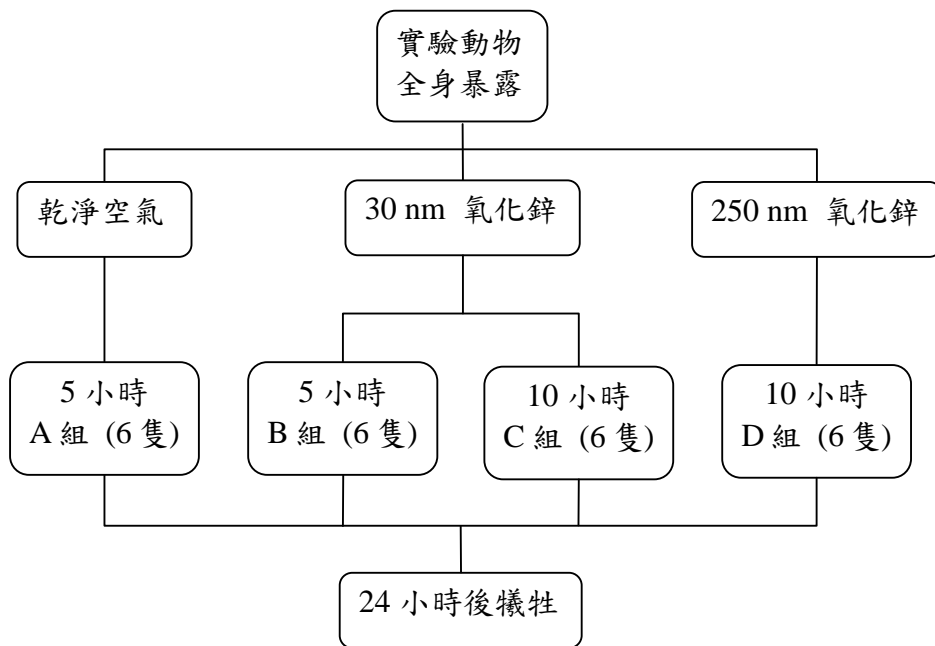 實驗動物
全身暴露
乾淨空氣
30 nm 氧化鋅
250 nm 氧化鋅
5 小時
A 組 (6 隻)
5 小時
B 組 (6 隻)
10 小時
C 組 (6 隻)
10 小時
D 組 (6 隻)
24 小時後犧牲